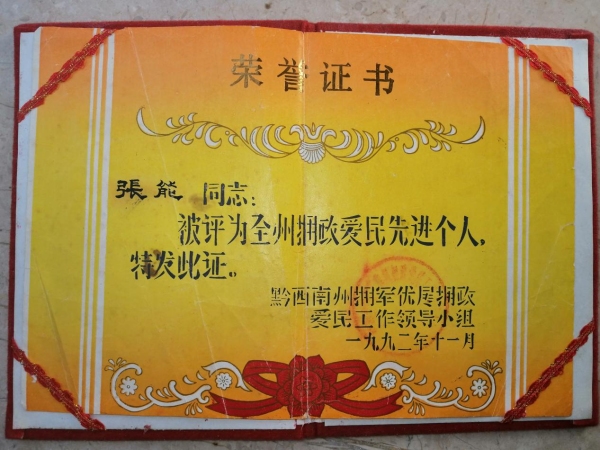 荣誉证书
張能 同志：
被评为全州拥政爱民先进个人，
特发此证。
黔西南州拥军优属拥政
爱民工作领导小组
一九九二年十一月